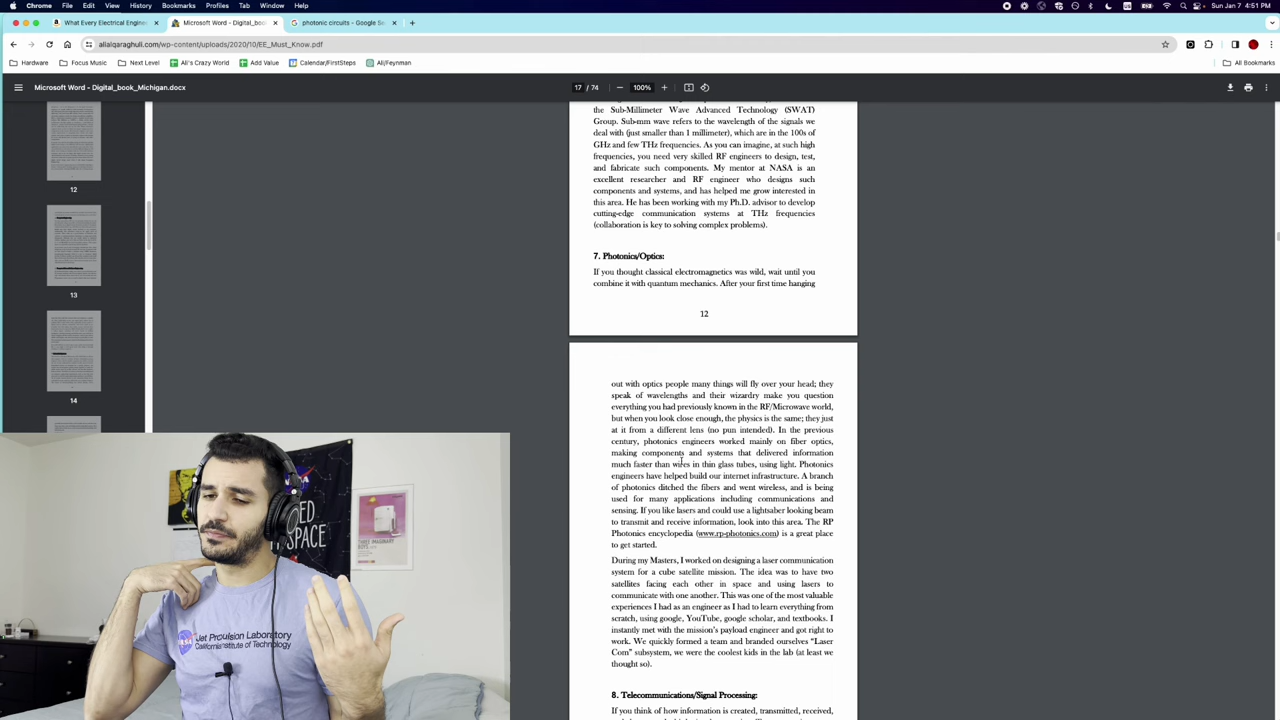 Chrome File Edit View History Bookmarks Profiles Tab Window Help
Sun Jan 7 4:51 PM
What Every Electrical Engine
Microsoft Word - Digital_boo
photonic circuits - Google Se
allalqaraghuli.com/wp-content/uploads/2020/10/EE_Must_Know.pdf
Hardware Focus Music Next Level Ali's Crazy World Add Value Calendar/FirstSteps Ali/Feynman All Bookmarks
Microsoft Word - Digital_book_Michigan.docx 17 / 74 100%
12
13
14
the Sub-Millimeter Wave Advanced Technology (SWAT)
Group. Sub-mm wave refers to the wavelength of the signals we
deal with (just smaller than 1 millimeter), which are in the 100s of
GHz and few THz frequencies. As you can imagine, at such high
frequencies, you need very skilled RF engineers to design, test,
and fabricate such components. My mentor at NASA is an
excellent researcher and RF engineer who designs such
components and systems, and has helped me grow interested in
this area. He has been working with my Ph.D. advisor to develop
cutting-edge communication systems at THz frequencies
(collaboration is key to solving complex problems).
7. Photonics/Optics:
If you thought classical electromagnetics was wild, wait until you
combine it with quantum mechanics. After your first time hanging
12
out with optics people many things will fly over your head; they
speak of wavelengths and their wizardry make you question
everything you had previously known in the RF/Microwave world,
but when you look close enough, the physics is the same; they just
at it from a different lens (no pun intended). In the previous
century, photonics engineers worked mainly on fiber optics,
making components and systems that delivered information
much faster than wires in thin glass tubes, using light. Photonics
engineers have helped build our internet infrastructure. A branch
of photonics ditched the fibers and went wireless, and is being
used for many applications including communications and
sensing. If you like lasers and could use a lightsaber looking beam
to transmit and receive information, look into this area. The RP
Photonics encyclopedia (www.rp-photonics.com) is a great place
to get started.
During my Masters, I worked on designing a laser communication
system for a cube satellite mission. The idea was to have two
satellites facing each other in space and using lasers to
communicate with one another. This was one of the most valuable
experiences I had as an engineer as I had to learn everything from
scratch, using google, YouTube, google scholar, and textbooks. I
instantly met with the mission's payload engineer and got right to
work. We quickly formed a team and branded ourselves "Laser
Com" subsystem, we were the coolest kids in the lab (at least we
thought so).
8. Telecommunications/Signal Processing:
If you think of how information is created, transmitted, received,
SPACE
THREE IMAGINARY
BOYS
Jet Propulsion Laboratory
California Institute of Technology